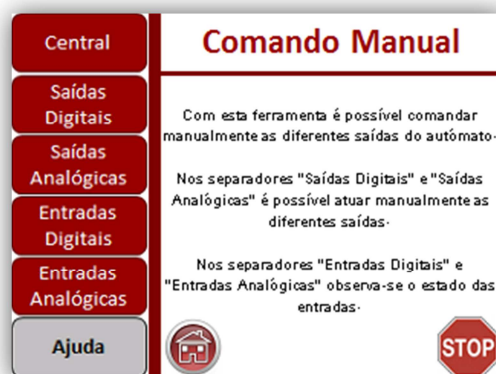 Central
Saídas
Digitais
Saídas
Analógicas
Entradas
Digitais
Entradas
Analógicas
Ajuda
Comando Manual
Com esta ferramenta é possível comandar
manualmente as diferentes saídas do autómato.
Nos separadores "Saídas Digitais" e "Saídas
Analógicas" é possível atuar manualmente as
diferentes saídas.
Nos separadores "Entradas Digitais" e
"Entradas Analógicas" observa-se o estado das
entradas.
STOP